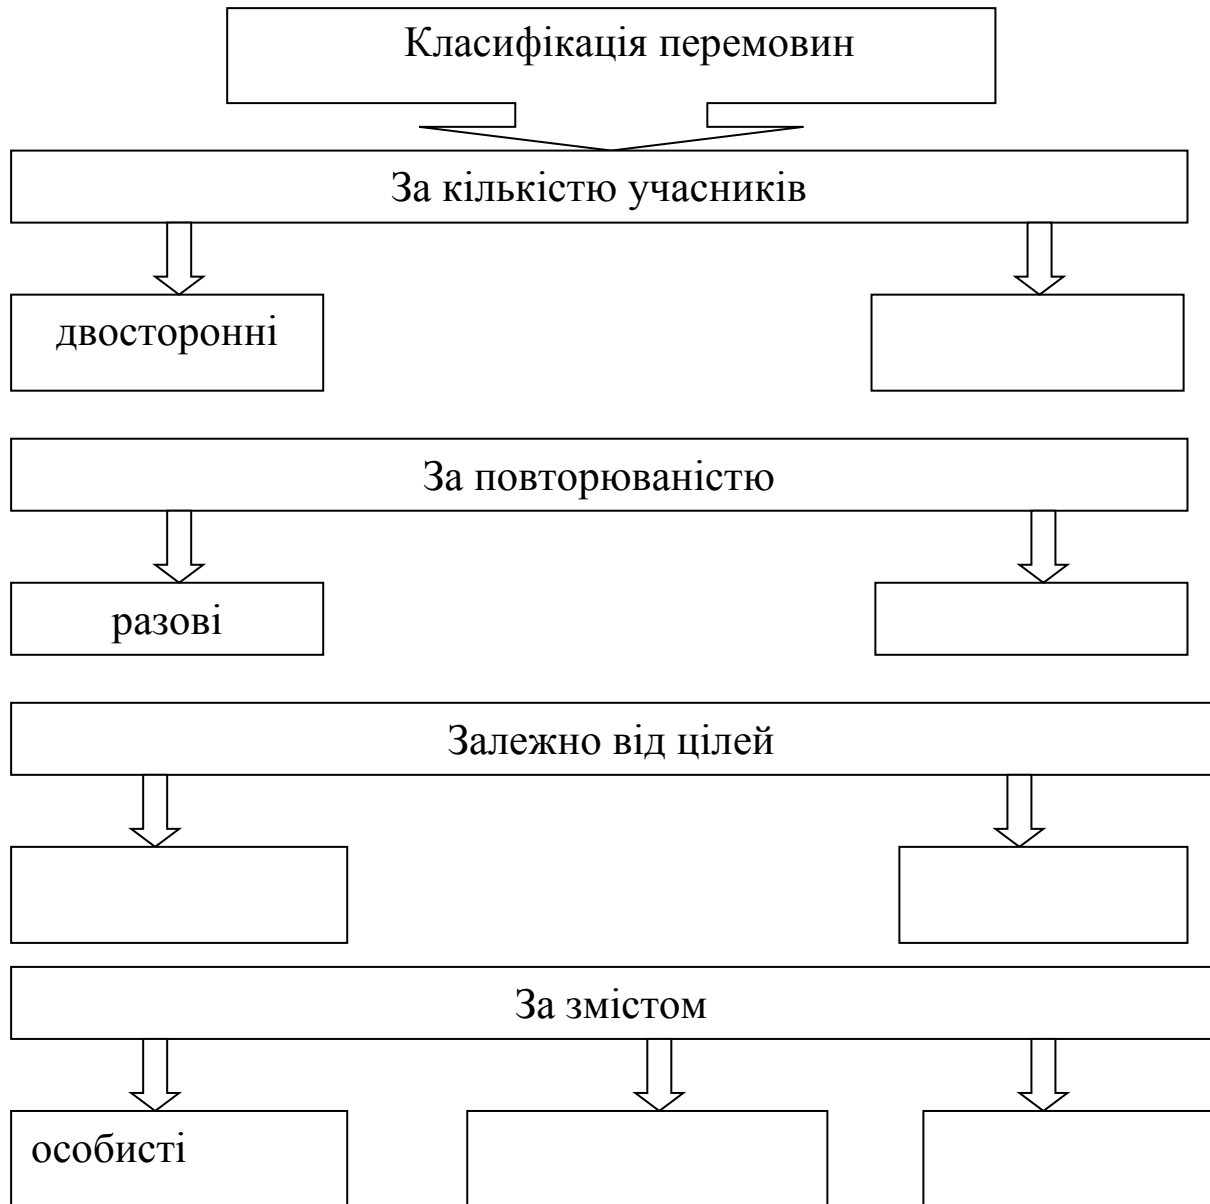 Класифікація перемовин
За кількістю учасників
двосторонні
За повторюваністю
разові
Залежно від цілей
За змістом
особисті